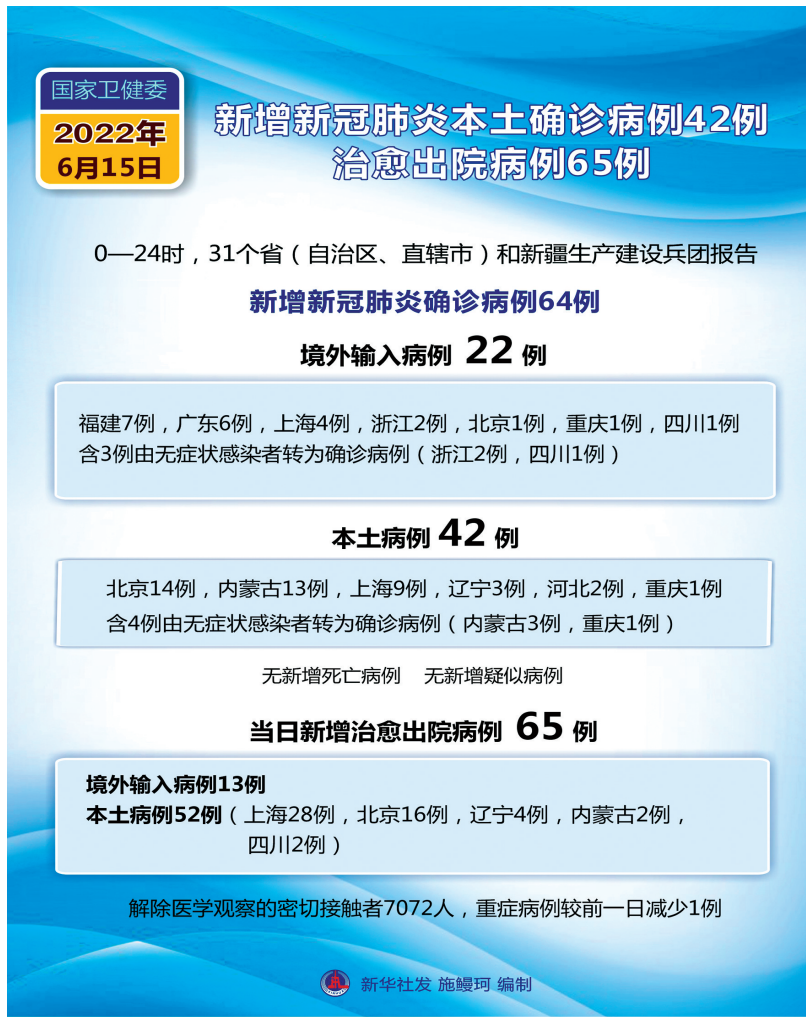 国家卫健委
2022年
6月15日
新增新冠肺炎本土确诊病例42例
治愈出院病例65例
0—24时，31个省（自治区、直辖市）和新疆生产建设兵团报告
新增新冠肺炎确诊病例64例
境外输入病例 22 例
福建7例，广东6例，上海4例，浙江2例，北京1例，重庆1例，四川1例
含3例由无症状感染者转为确诊病例（浙江2例，四川1例）
本土病例 42 例
北京14例，内蒙古13例，上海9例，辽宁3例，河北2例，重庆1例
含4例由无症状感染者转为确诊病例（内蒙古3例，重庆1例）
无新增死亡病例 无新增疑似病例
当日新增治愈出院病例 65 例
境外输入病例13例
本土病例52例（上海28例，北京16例，辽宁4例，内蒙古2例，
四川2例）
解除医学观察的密切接触者7072人，重症病例较前一日减少1例
新华社发 施鳗珂 编制